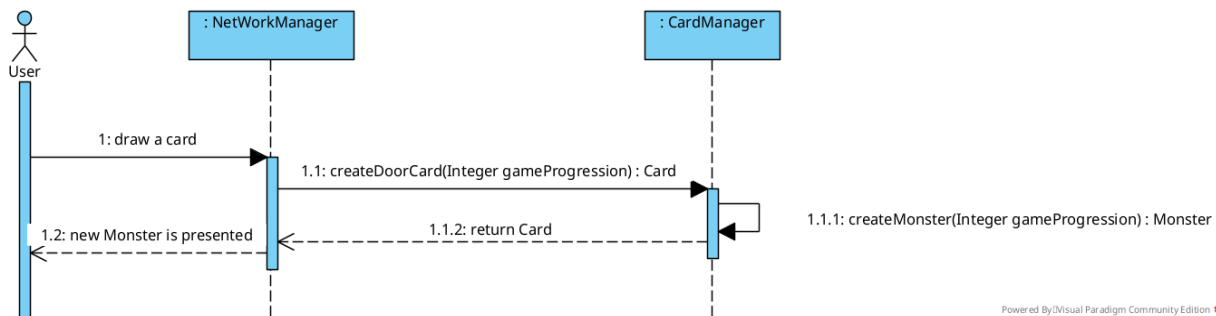 : NetWorkManager
: CardManager
User
1: draw a card
1.1: createDoorCard(Integer gameProgression) : Card
1.1.1: createMonster(Integer gameProgression) : Monster
1.1.2: return Card
1.2: new Monster is presented
Powered By Visual Paradigm Community Edition